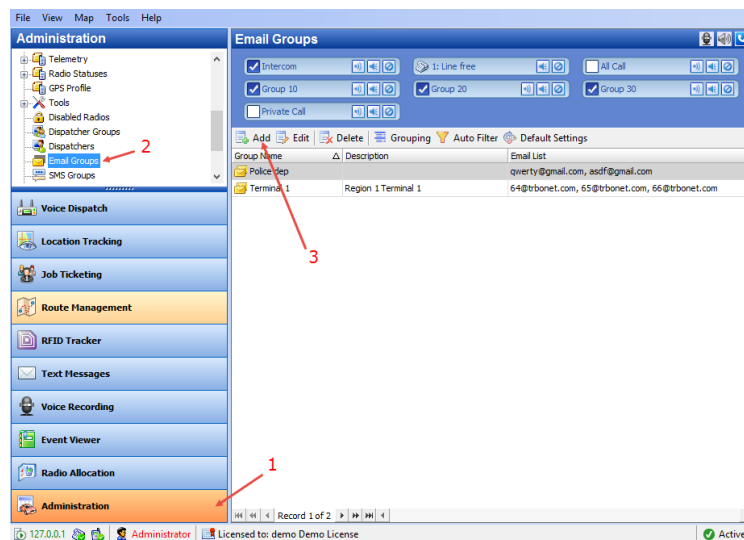 File View Map Tools Help
Administration
Email Groups
Telemetry
Radio Statuses
GPS Profile
Tools
Disabled Radios
Dispatcher Groups
Dispatchers
Email Groups
SMS Groups
2
Intercom
1: Line free
All Call
Group 10
Group 20
Group 30
Private Call
Add Edit Delete Grouping Auto Filter Default Settings
Group Name Description Email List
Police dep qwerty@gmail.com, asdf@gmail.com
Terminal 1 Region 1 Terminal 1 64@trbonet.com, 65@trbonet.com, 66@trbonet.com
3
Voice Dispatch
Location Tracking
Job Ticketing
Route Management
RFID Tracker
Text Messages
Voice Recording
Event Viewer
Radio Allocation
Administration
1
Record 1 of 2
127.0.0.1 Administrator Licensed to: demo Demo License Active